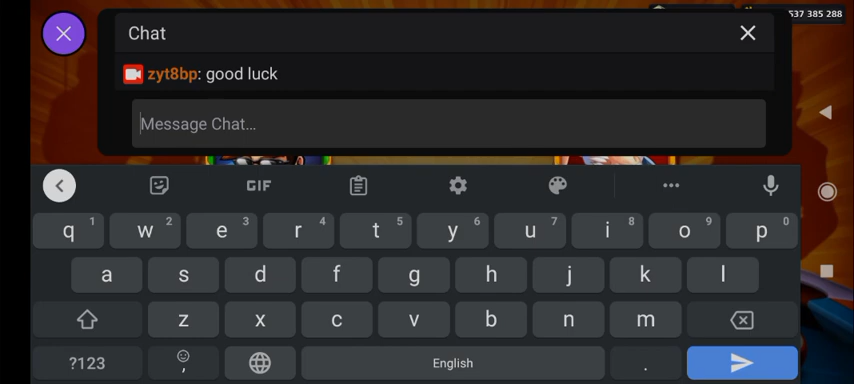 537 385 288
Chat
zyt8bp: good luck
Message Chat...
GIF
q 1 w 2 e 3 r 4 t 5 y 6 u 7 i 8 o 9 p 0
a s d f g h j k l
z x c v b n m
?123 , English .